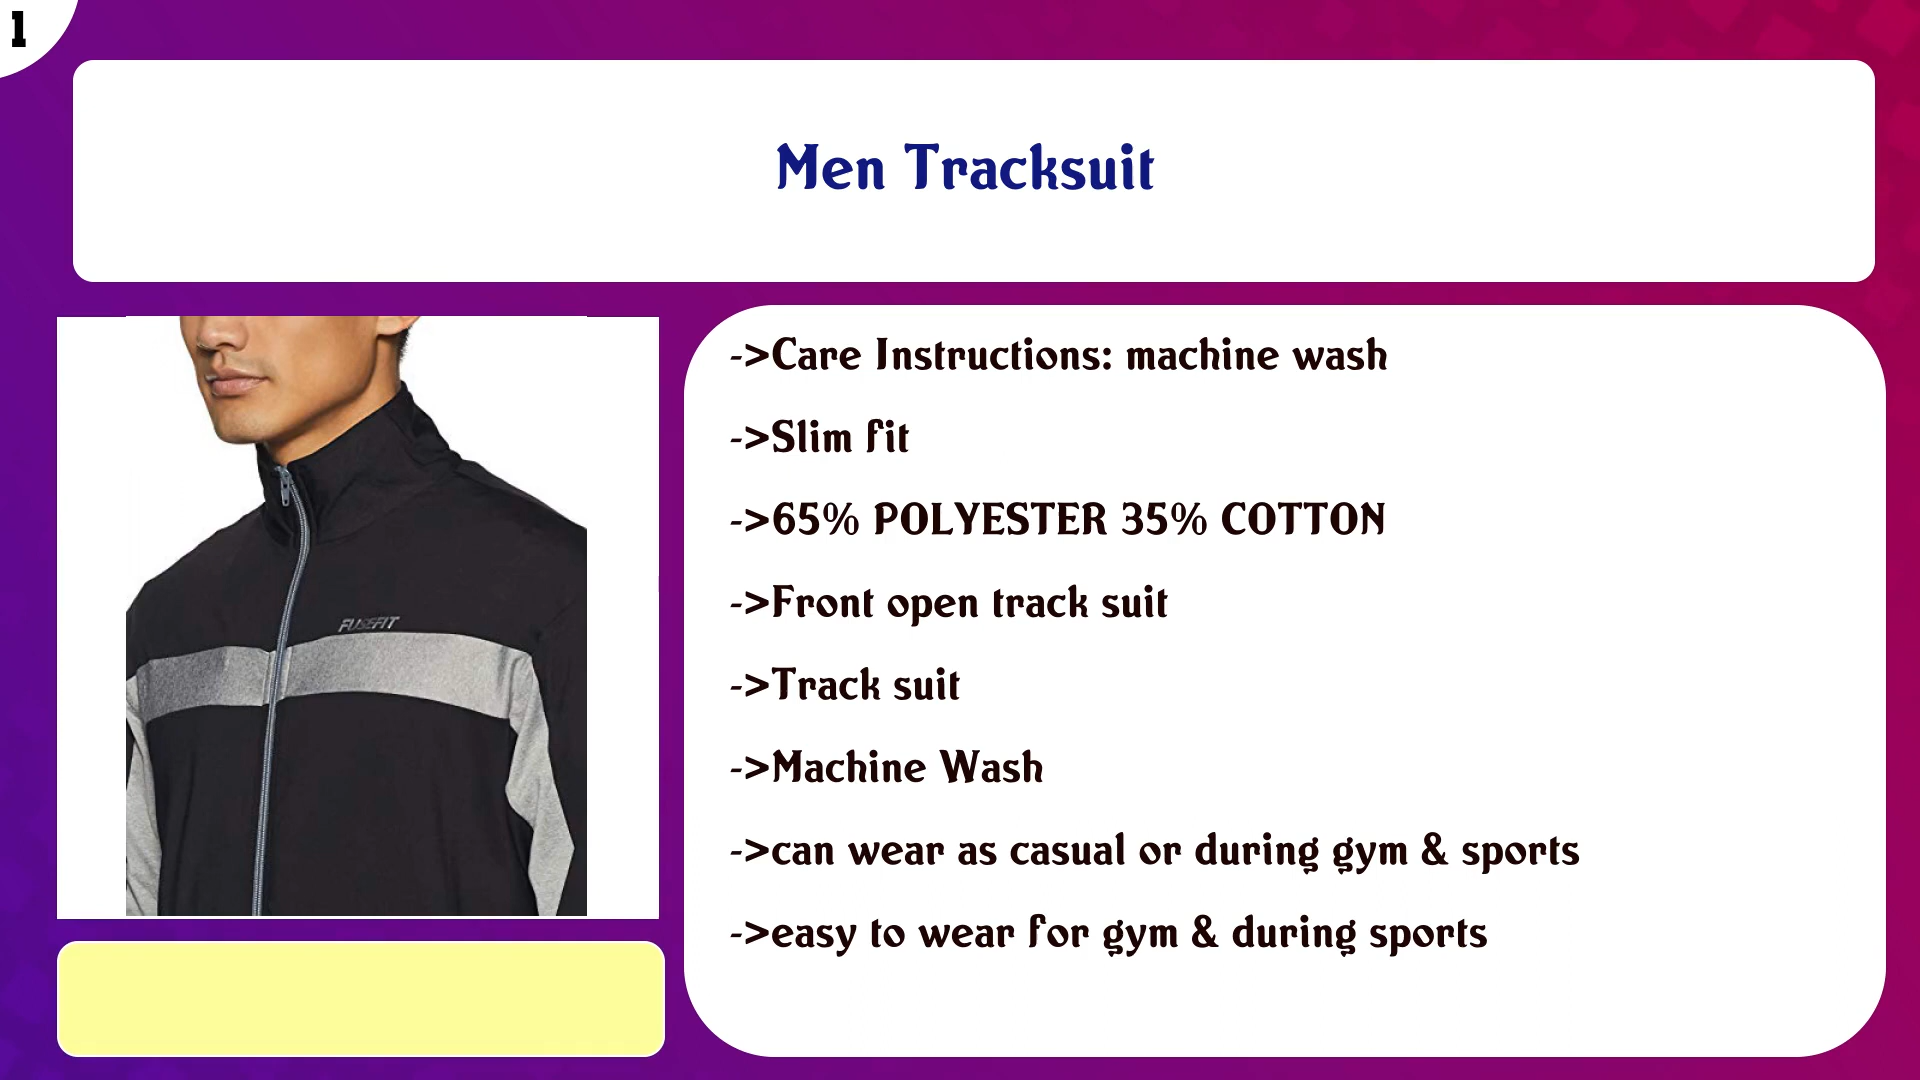 1
Men Tracksuit
FUSEFIT
->Care Instructions: machine wash
->Slim fit
->65% POLYESTER 35% COTTON
->Front open track suit
->Track suit
->Machine Wash
->can wear as casual or during gym & sports
->easy to wear for gym & during sports